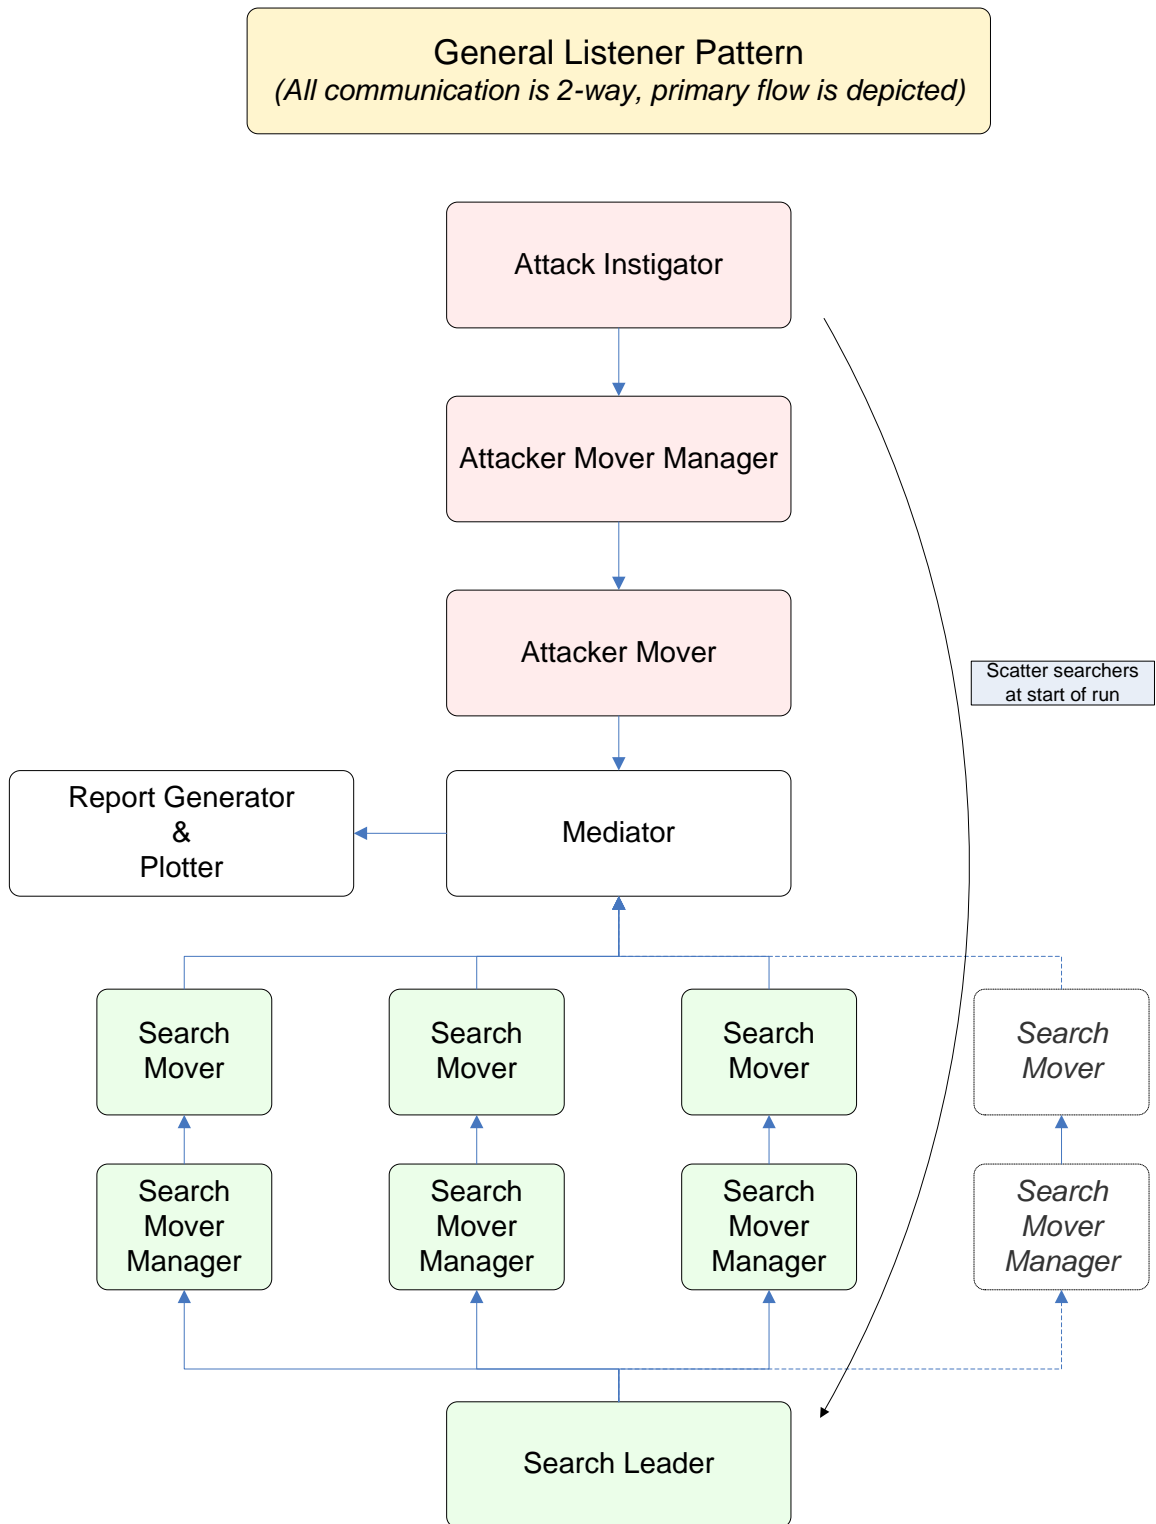 General Listener Pattern
(All communication is 2-way, primary flow is depicted)
Attack Instigator
Attacker Mover Manager
Attacker Mover
Scatter searchers
at start of run
Report Generator
&
Plotter
Mediator
Search
Mover
Search
Mover
Search
Mover
Search
Mover
Search
Mover
Manager
Search
Mover
Manager
Search
Mover
Manager
Search
Mover
Manager
Search Leader